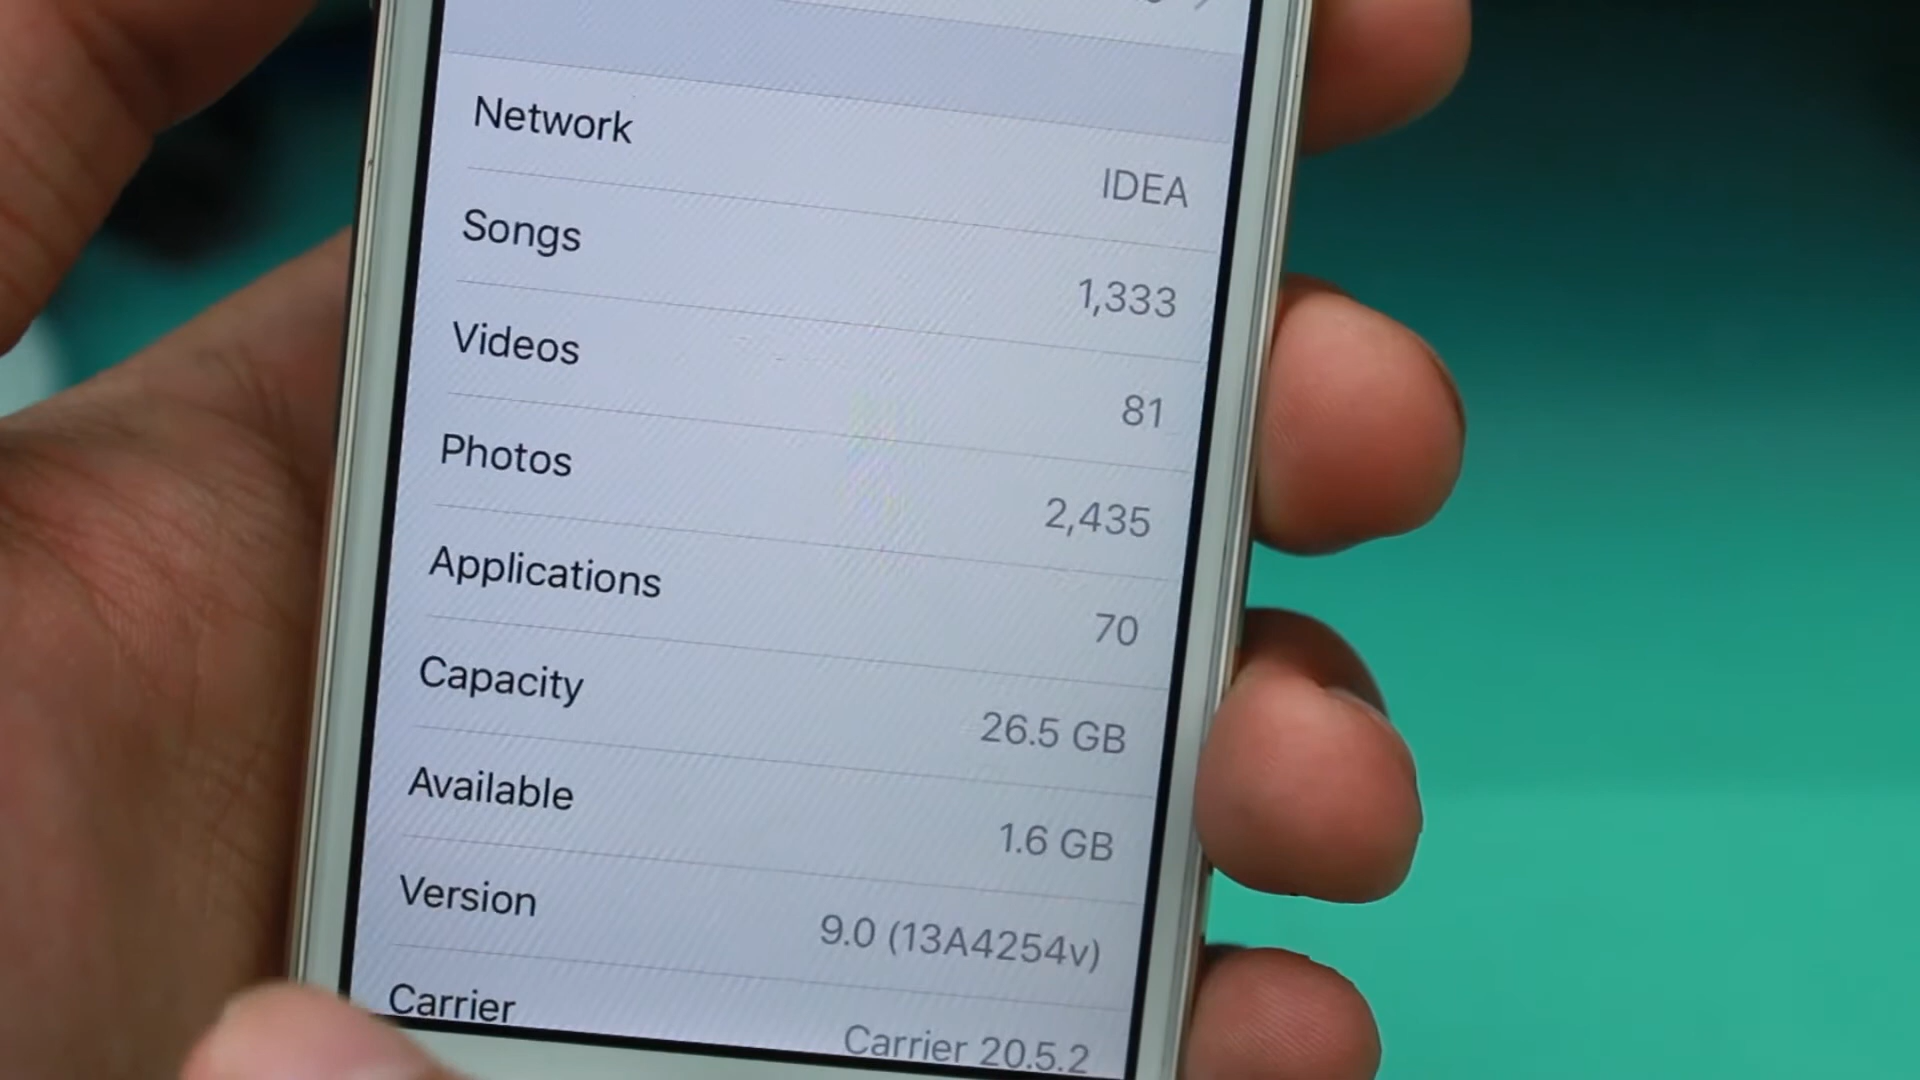 Network
IDEA
Songs
1,333
Videos
81
Photos
2,435
Applications
70
Capacity
26.5 GB
Available
1.6 GB
Version
9.0 (13A4254v)
Carrier
Carrier 20.5.2